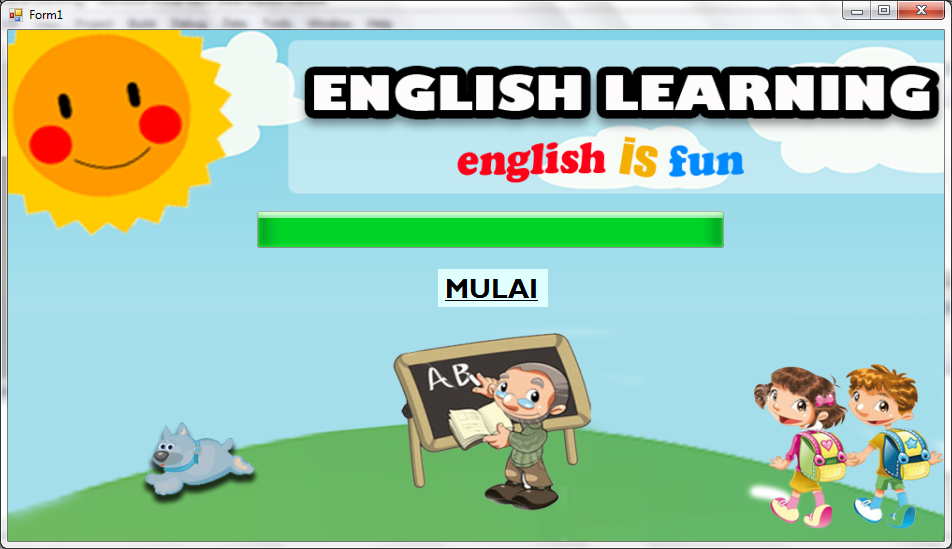 Form1
ENGLISH LEARNING
english is fun
MULAI
AB